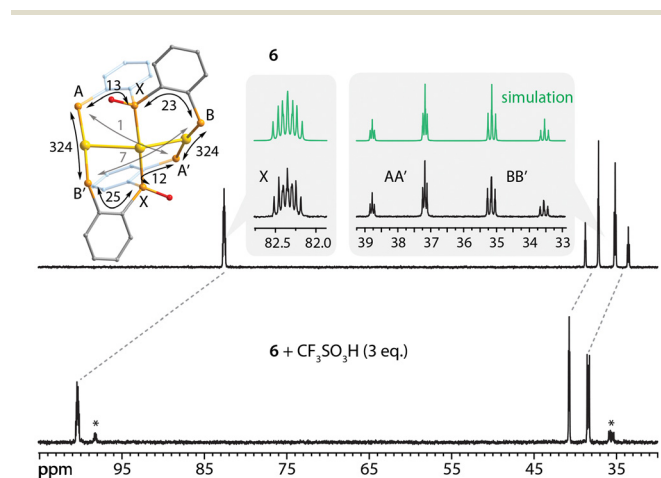 6
A
13
X
23
B
simulation
1
324
7
324
A'
12
B'
25
X
X
AA'
BB'
82.5 82.0
39 38 37 36 35 34 33
6 + CF3SO3H (3 eq.)
*
*
ppm 95 85 75 65 55 45 35